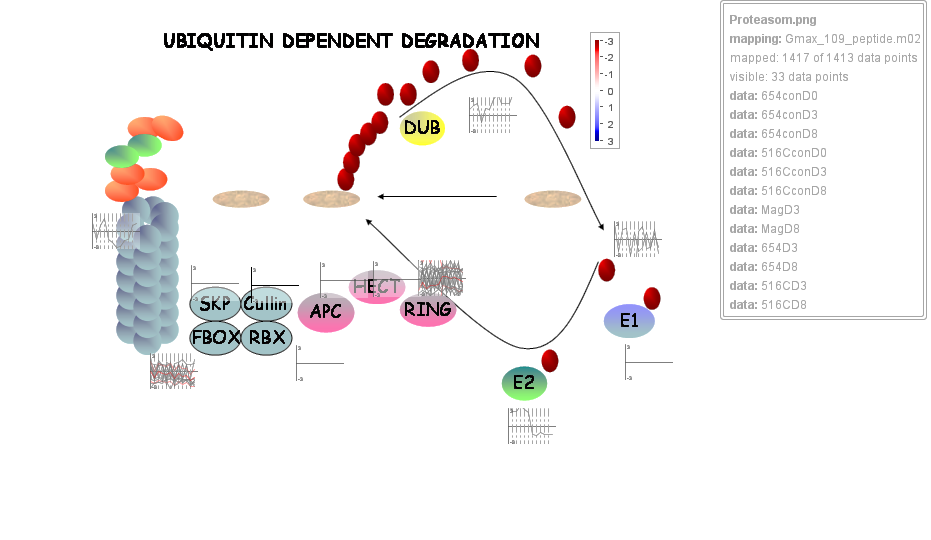 UBIQUITIN DEPENDENT DEGRADATION
-3
-2
-1
0
1
2
3
Proteasom.png
mapping: Gmax_109_peptide.m02
mapped: 1417 of 1413 data points
visible: 33 data points
data: 654conD0
data: 654conD3
data: 654conD8
data: 516CconD0
data: 516CconD3
data: 516CconD8
data: MagD3
data: MagD8
data: 654D3
data: 654D8
data: 516CD3
data: 516CD8
DUB
HECT
SKP
Cullin
APC
RING
E1
FBOX
RBX
E2